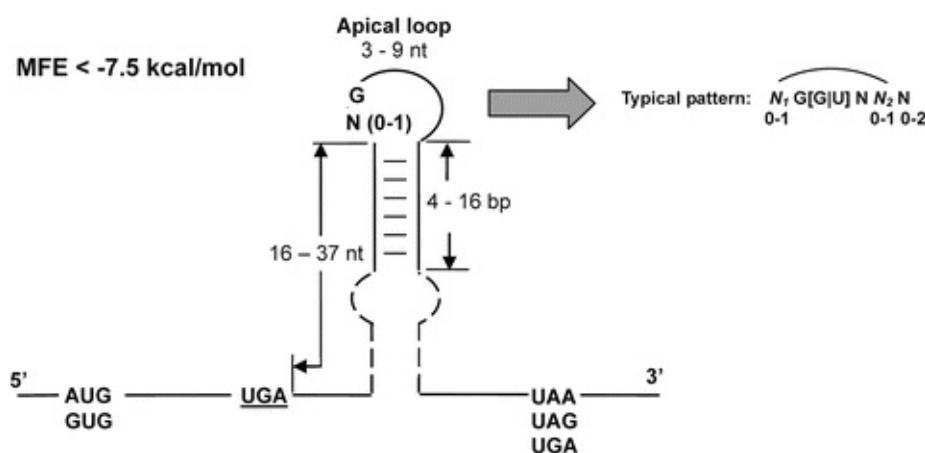 Apical loop
3 - 9 nt
MFE < -7.5 kcal/mol
G
N (0-1)
Typical pattern: N₁ G[G|U] N N₂ N
0-1 0-1 0-2
4 - 16 bp
16 – 37 nt
5' 3'
AUG UGA UAA
GUG UAG
UGA